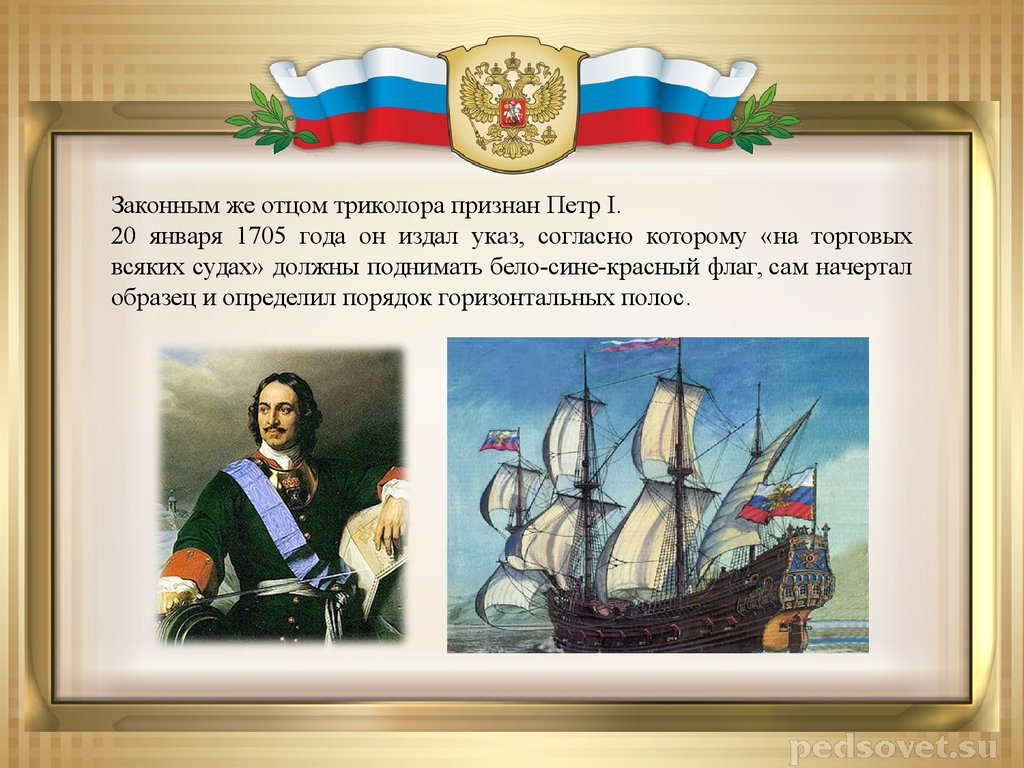 Законным же отцом триколора признан Петр I.
20 января 1705 года он издал указ, согласно которому «на торговых
всяких судах» должны поднимать бело-сине-красный флаг, сам начертал
образец и определил порядок горизонтальных полос.
pedsovet.su